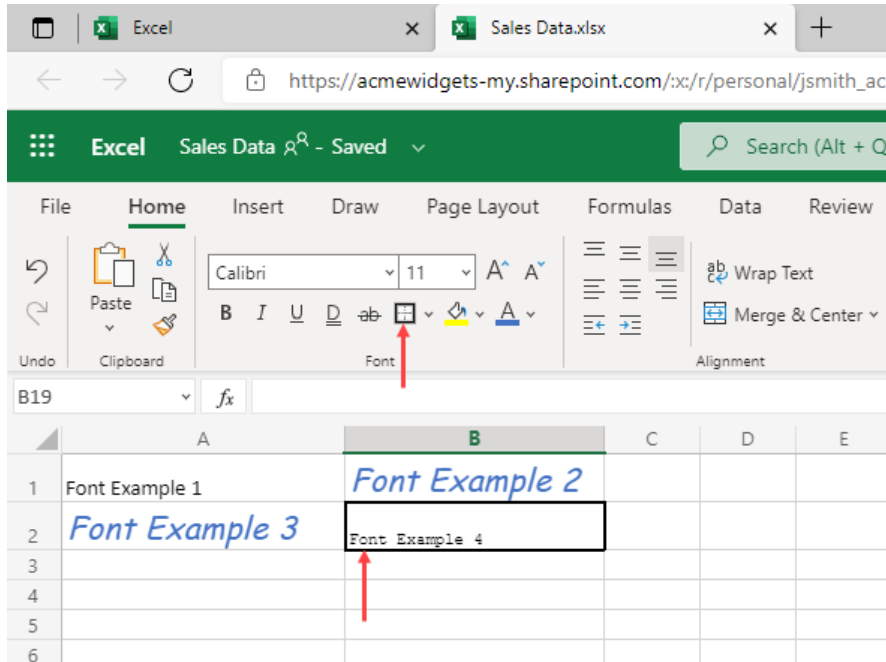 Excel Sales Data.xlsx
https://acmewidgets-my.sharepoint.com/:x:/r/personal/jsmith_ac
Excel Sales Data - Saved Search (Alt + Q
File Home Insert Draw Page Layout Formulas Data Review
Calibri 11 A A ab Wrap Text
Paste B I U D ab A Merge & Center
Undo Clipboard Font Alignment
B19 fx
A B C D E
1 Font Example 1 Font Example 2
2 Font Example 3 Font Example 4
3
4
5
6